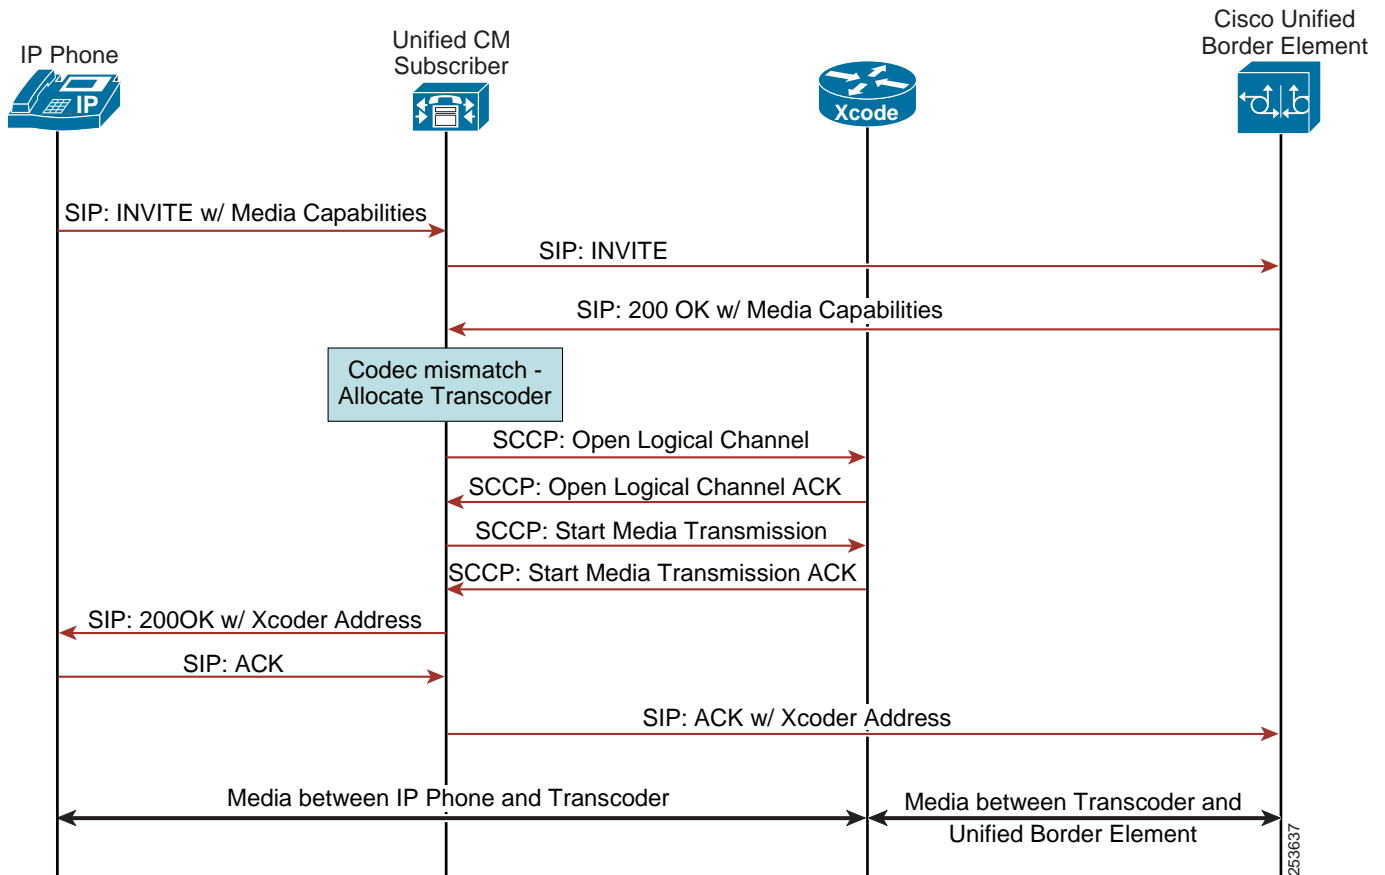 IP Phone
Unified CM
Subscriber
Cisco Unified
Border Element
IP
Xcode
SIP: INVITE w/ Media Capabilities
SIP: INVITE
SIP: 200 OK w/ Media Capabilities
Codec mismatch -
Allocate Transcoder
SCCP: Open Logical Channel
SCCP: Open Logical Channel ACK
SCCP: Start Media Transmission
SCCP: Start Media Transmission ACK
SIP: 200OK w/ Xcoder Address
SIP: ACK
SIP: ACK w/ Xcoder Address
Media between IP Phone and Transcoder
Media between Transcoder and
Unified Border Element
253637